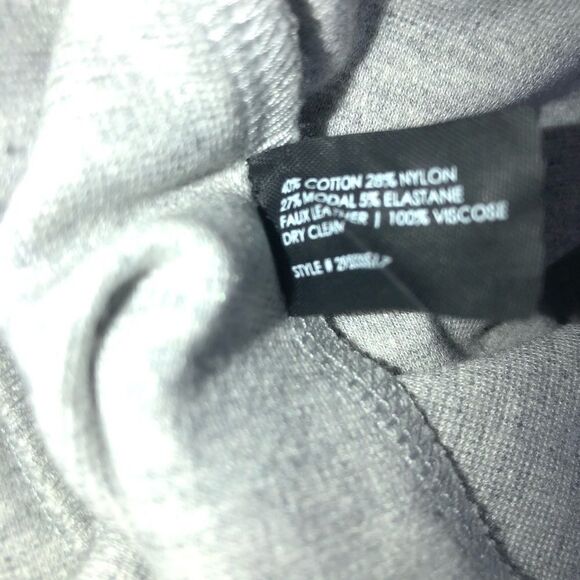 40% COTTON 28% NYLON
27% MODAL 5% ELASTANE
FAUX LEATHER | 100% VISCOSE
DRY CLEAN
STYLE #